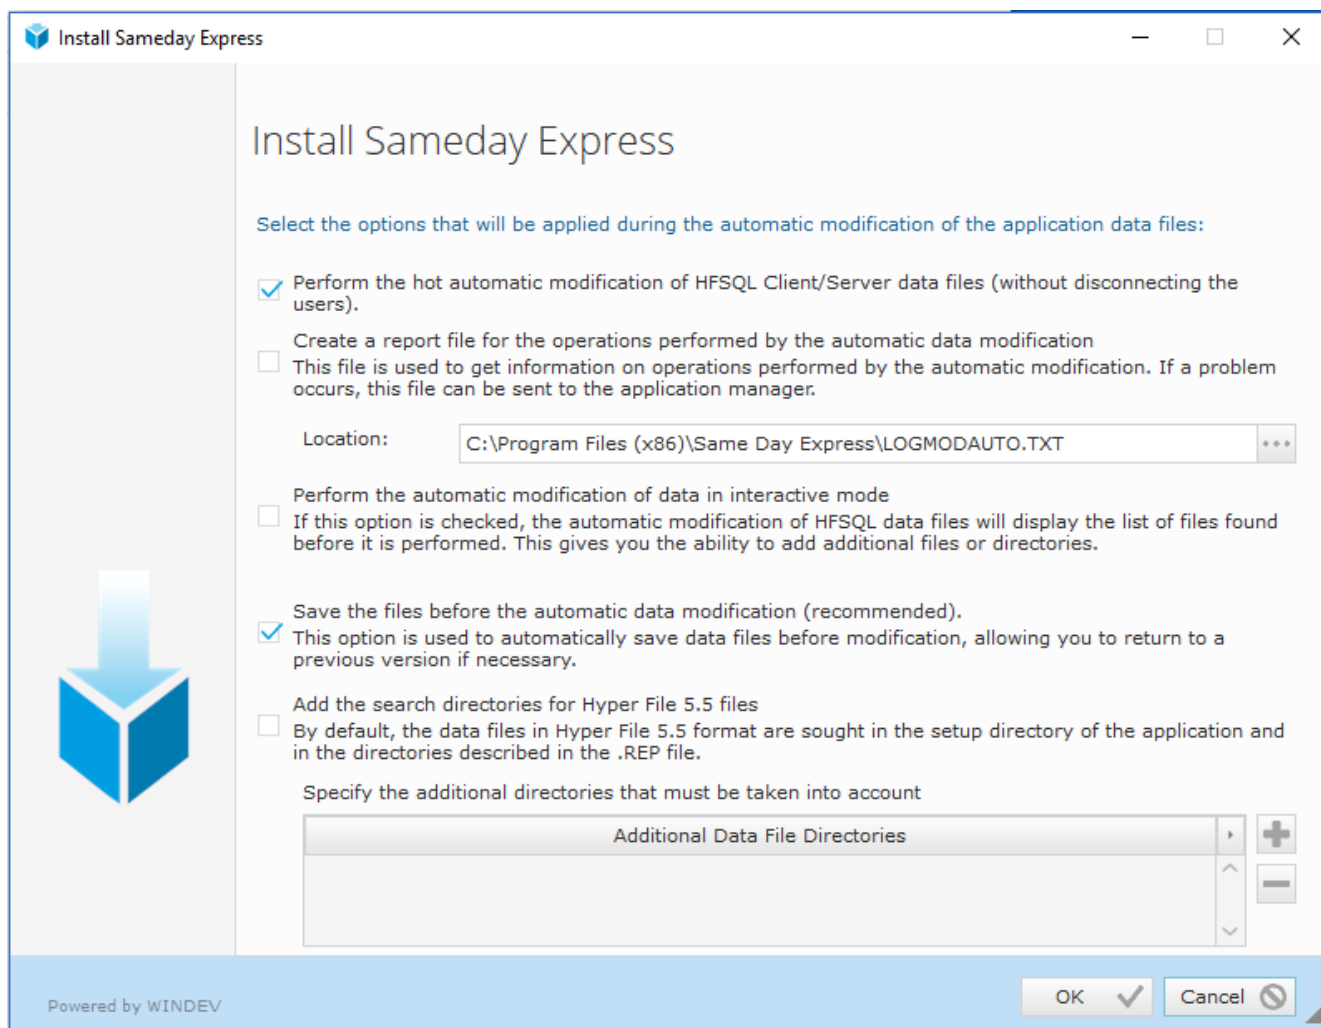 Install Sameday Express
Install Sameday Express
Select the options that will be applied during the automatic modification of the application data files:
Perform the hot automatic modification of HFSQL Client/Server data files (without disconnecting the
users).
Create a report file for the operations performed by the automatic data modification
This file is used to get information on operations performed by the automatic modification. If a problem
occurs, this file can be sent to the application manager.
Location:
C:\Program Files (x86)\Same Day Express\LOGMODAUTO.TXT
Perform the automatic modification of data in interactive mode
If this option is checked, the automatic modification of HFSQL data files will display the list of files found
before it is performed. This gives you the ability to add additional files or directories.
Save the files before the automatic data modification (recommended).
This option is used to automatically save data files before modification, allowing you to return to a
previous version if necessary.
Add the search directories for Hyper File 5.5 files
By default, the data files in Hyper File 5.5 format are sought in the setup directory of the application and
in the directories described in the .REP file.
Specify the additional directories that must be taken into account
Additional Data File Directories
Powered by WINDEV
OK
Cancel